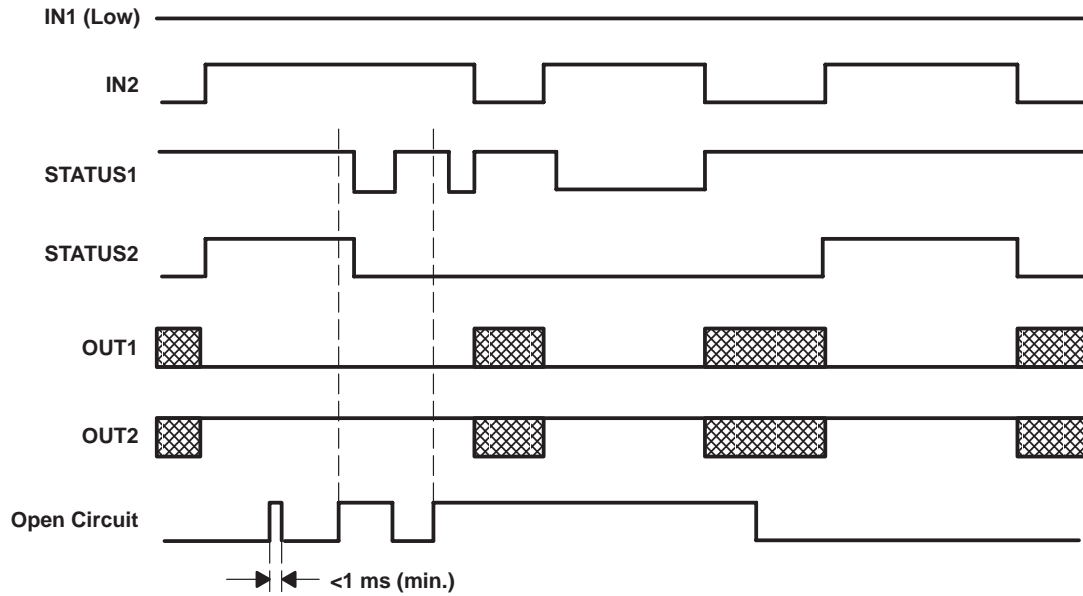 IN1 (Low)
IN2
STATUS1
STATUS2
OUT1
OUT2
Open Circuit
<1 ms (min.)